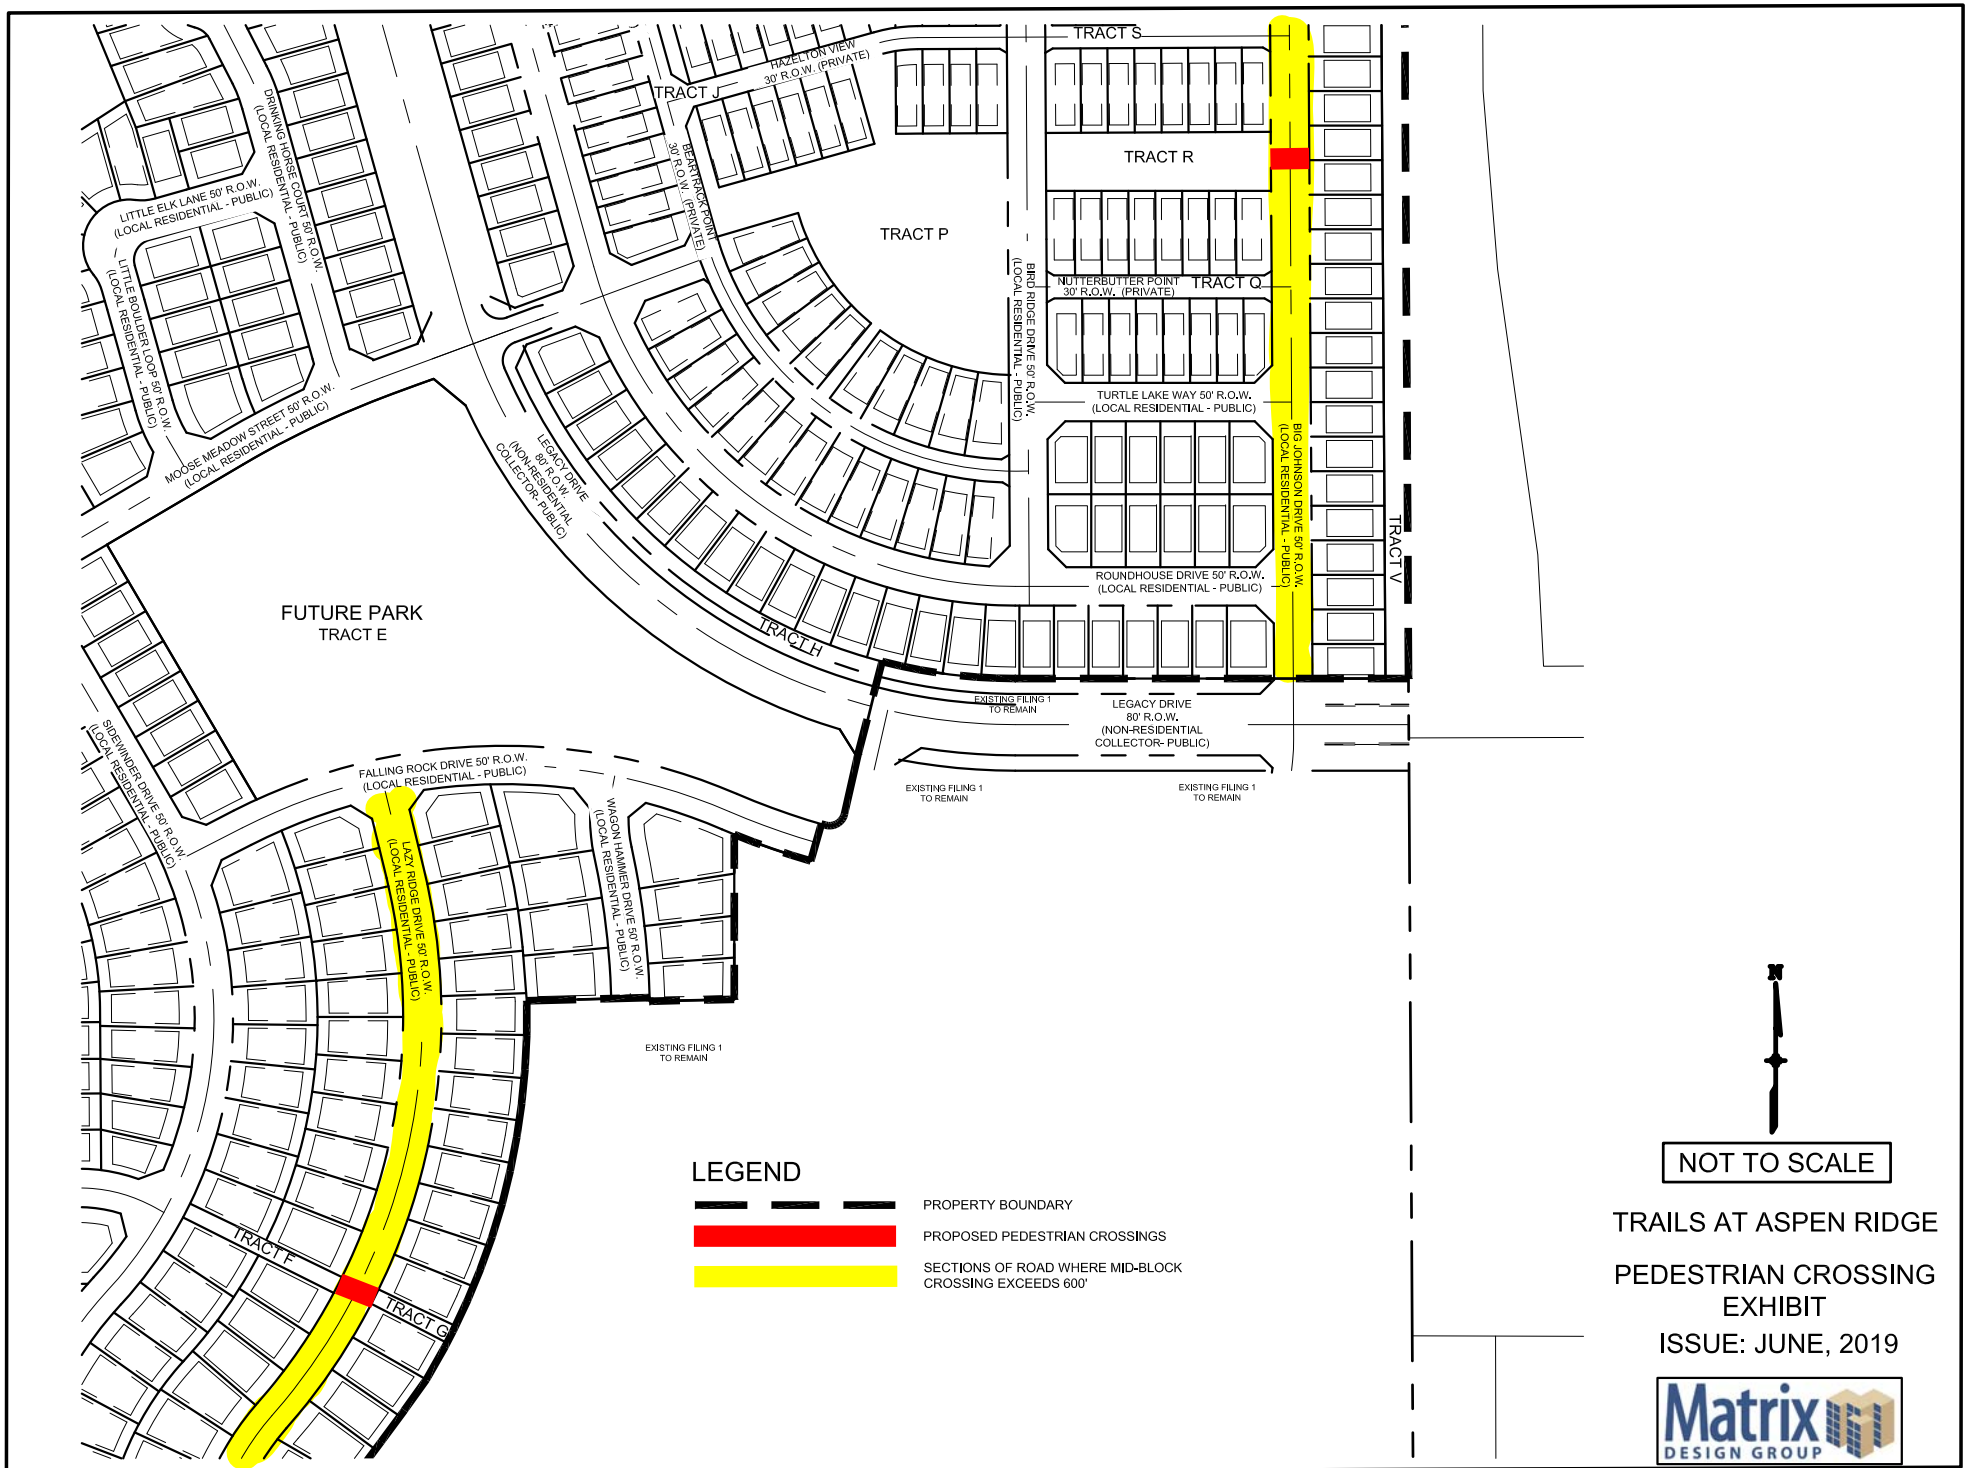 TRACT S
HAZELTON VIEW
30' R.O.W. (PRIVATE)
TRACT J
DRINKING HORSE COURT 50' R.O.W.
(LOCAL RESIDENTIAL - PUBLIC)
BEARTRACK POINT
30' R.O.W. (PRIVATE)
TRACT R
LITTLE ELK LANE 50' R.O.W.
(LOCAL RESIDENTIAL - PUBLIC)
TRACT P
LITTLE BOULDER LOOP 50' R.O.W.
(LOCAL RESIDENTIAL - PUBLIC)
BIRD RIDGE DRIVE 50' R.O.W.
(LOCAL RESIDENTIAL - PUBLIC)
NUTTERBUTTER POINT
30' R.O.W. (PRIVATE)
TRACT Q
TURTLE LAKE WAY 50' R.O.W.
(LOCAL RESIDENTIAL - PUBLIC)
MOOSE MEADOW STREET 50' R.O.W.
(LOCAL RESIDENTIAL - PUBLIC)
LEGACY DRIVE
80' R.O.W.
(NON-RESIDENTIAL
COLLECTOR- PUBLIC)
BIG JOHNSON DRIVE 50' R.O.W.
(LOCAL RESIDENTIAL - PUBLIC)
TRACT V
ROUNDHOUSE DRIVE 50' R.O.W.
(LOCAL RESIDENTIAL - PUBLIC)
FUTURE PARK
TRACT E
TRACT H
EXISTING FILING 1
TO REMAIN
LEGACY DRIVE
80' R.O.W.
(NON-RESIDENTIAL
COLLECTOR- PUBLIC)
SIDEWINDER DRIVE 50' R.O.W.
(LOCAL RESIDENTIAL - PUBLIC)
FALLING ROCK DRIVE 50' R.O.W.
(LOCAL RESIDENTIAL - PUBLIC)
EXISTING FILING 1
TO REMAIN
EXISTING FILING 1
TO REMAIN
LAZY RIDGE DRIVE 50' R.O.W.
(LOCAL RESIDENTIAL - PUBLIC)
WAGON HAMMER DRIVE 50' R.O.W.
(LOCAL RESIDENTIAL - PUBLIC)
EXISTING FILING 1
TO REMAIN
TRACT F
TRACT G
LEGEND
PROPERTY BOUNDARY
PROPOSED PEDESTRIAN CROSSINGS
SECTIONS OF ROAD WHERE MID-BLOCK
CROSSING EXCEEDS 600'
N
NOT TO SCALE
TRAILS AT ASPEN RIDGE
PEDESTRIAN CROSSING
EXHIBIT
ISSUE: JUNE, 2019
Matrix
DESIGN GROUP